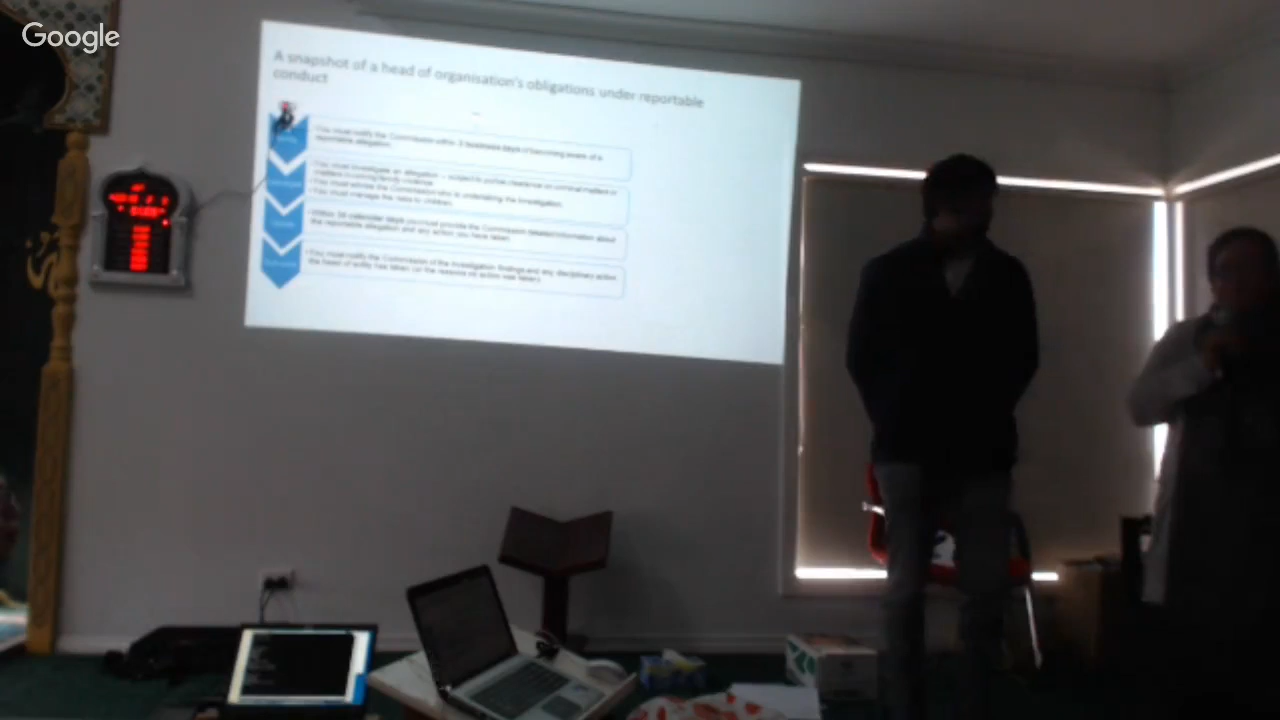 Google
A snapshot of a head of organisation's obligations under reportable
conduct
You must notify the Commission within 3 business days of becoming aware of a
reportable allegation
You must investigate an allegation – subject to police clearance on criminal matters or
matters involving family violence.
You must advise the Commission who is undertaking the investigation.
You must manage the risks to children.
Within 30 calendar days you must provide the Commission detailed information about
the reportable allegation and any action you have taken
You must notify the Commission of the investigation findings and any disciplinary action
the head of entity has taken (or the reasons no action was taken).